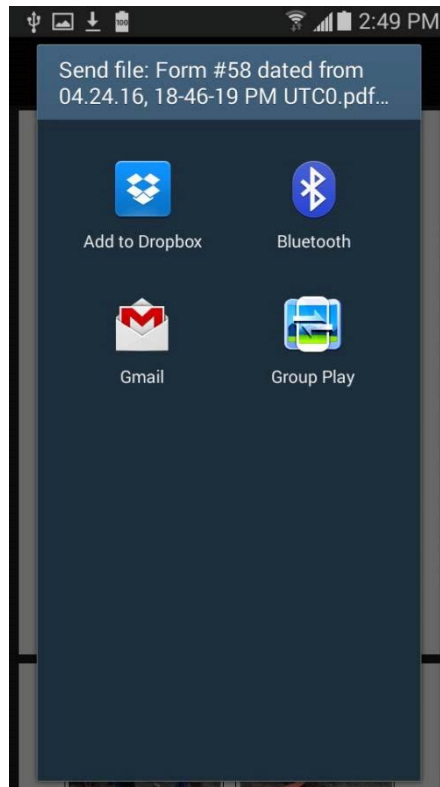 100
2:49 PM
Send file: Form #58 dated from
04.24.16, 18-46-19 PM UTC0.pdf...
Add to Dropbox
Bluetooth
Gmail
Group Play